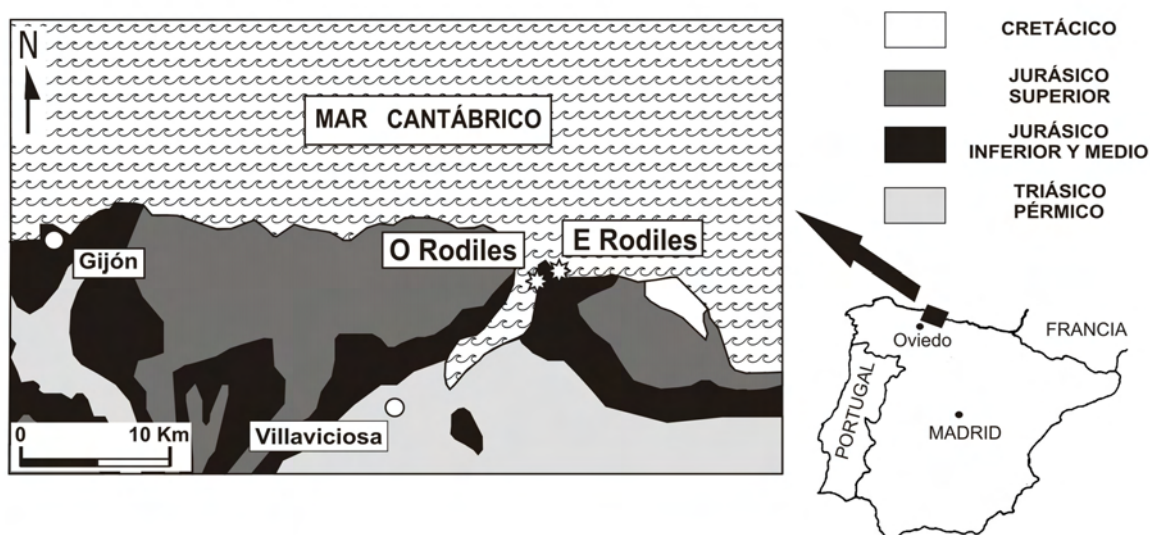 N
MAR CANTÁBRICO
O Rodiles
E Rodiles
Gijón
Villaviciosa
0 10 Km
CRETÁCICO
JURÁSICO
SUPERIOR
JURÁSICO
INFERIOR Y MEDIO
TRIÁSICO
PÉRMICO
Oviedo
FRANCIA
PORTUGAL
MADRID